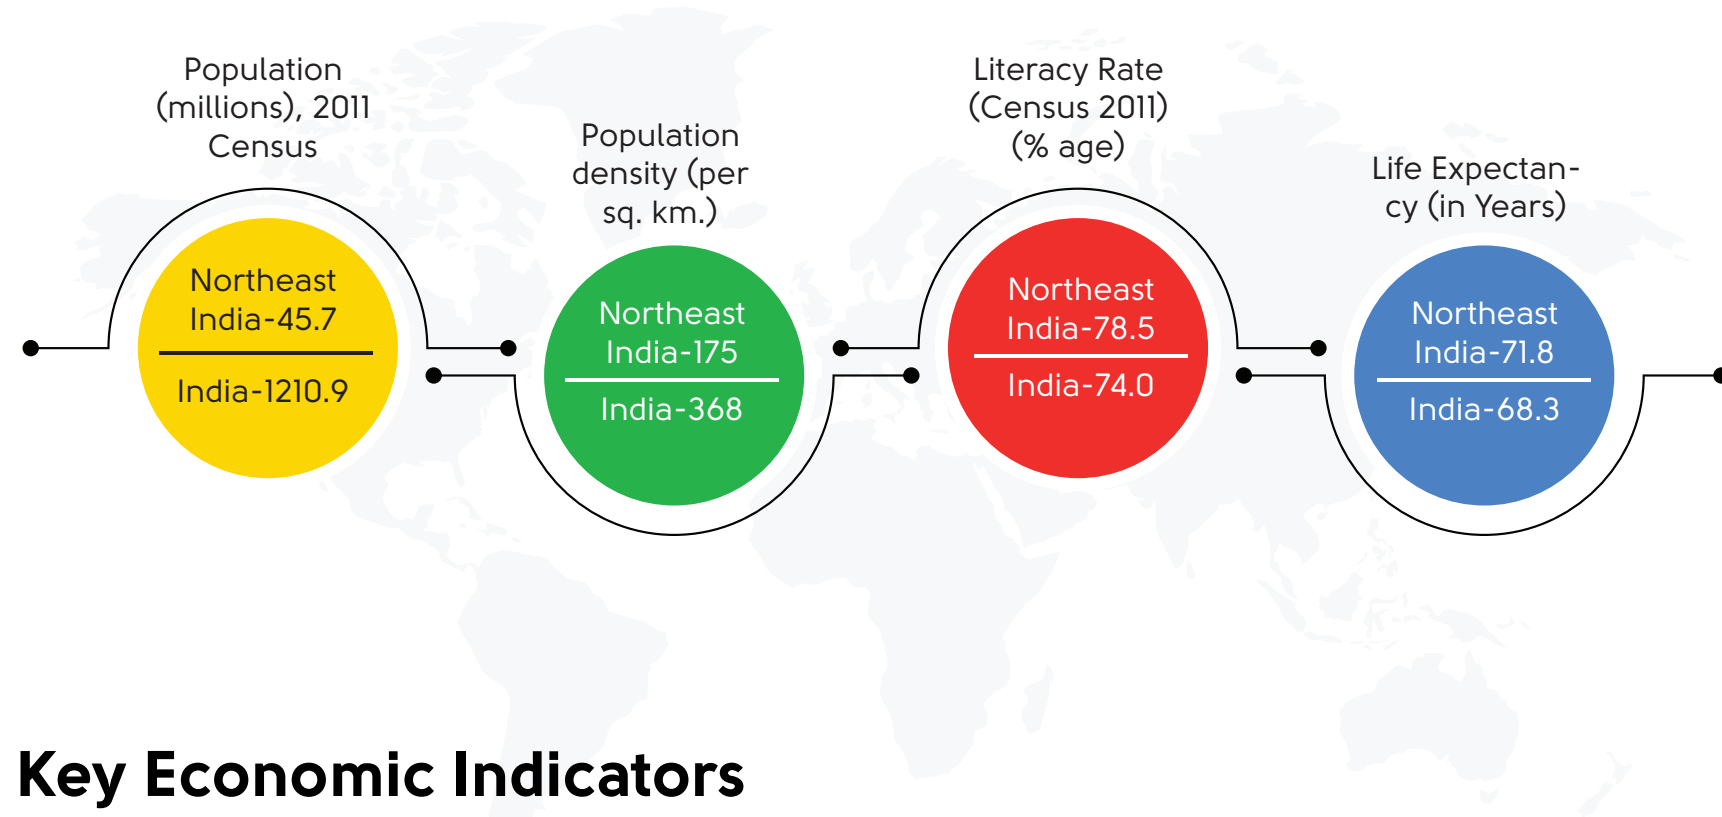 Population
(millions), 2011
Census
Northeast
India-45.7
India-1210.9
Population
density (per
sq. km.)
Northeast
India-175
India-368
Literacy Rate
(Census 2011)
(% age)
Northeast
India-78.5
India-74.0
Life Expectan-
cy (in Years)
Northeast
India-71.8
India-68.3
Key Economic Indicators